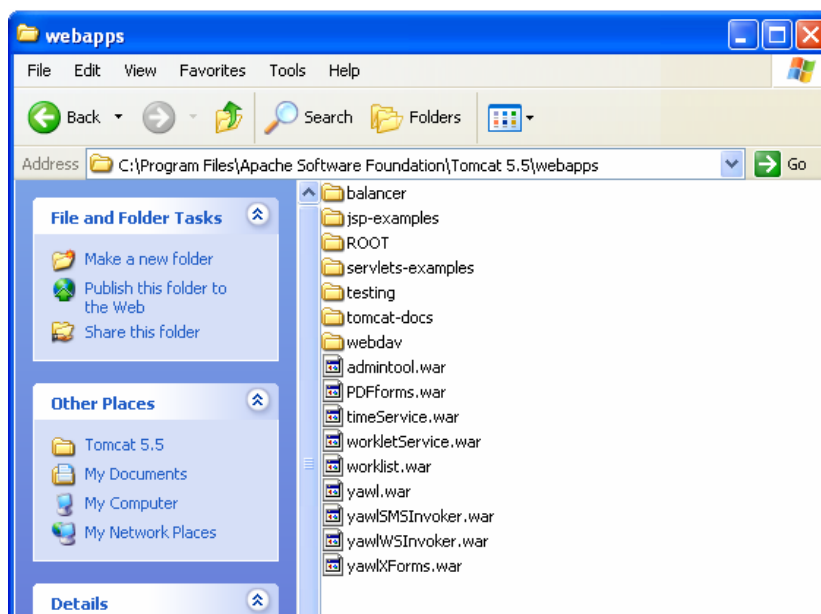 webapps
File Edit View Favorites Tools Help
Back Search Folders
Address C:\Program Files\Apache Software Foundation\Tomcat 5.5\webapps Go
File and Folder Tasks
Make a new folder
Publish this folder to
the Web
Share this folder
Other Places
Tomcat 5.5
My Documents
My Computer
My Network Places
Details
balancer
jsp-examples
ROOT
servlets-examples
testing
tomcat-docs
webdav
admintool.war
PDFforms.war
timeService.war
workletService.war
worklist.war
yawl.war
yawlSMSInvoker.war
yawlWSInvoker.war
yawlXForms.war